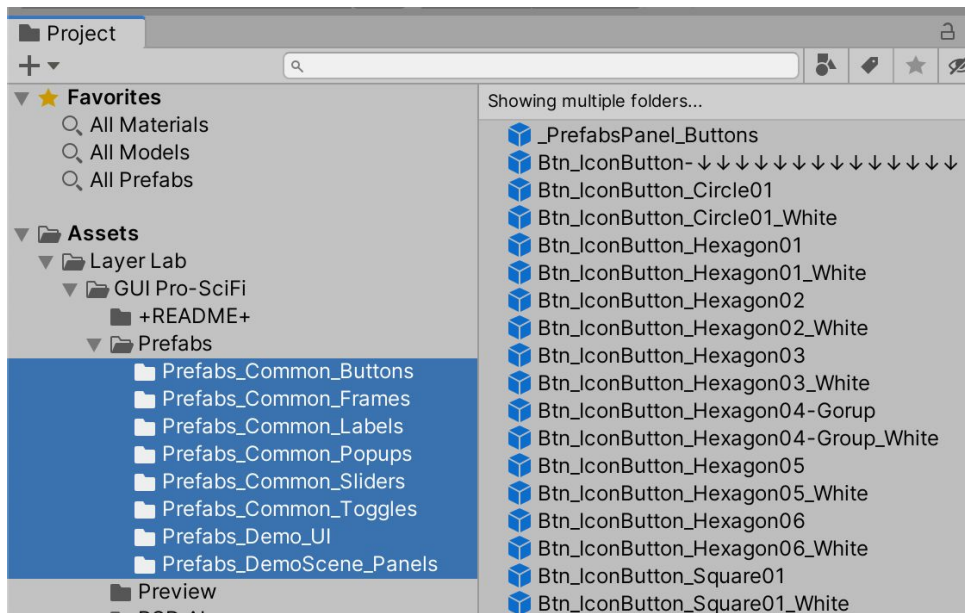 Project
Favorites
All Materials
All Models
All Prefabs
Assets
Layer Lab
GUI Pro-SciFi
+README+
Prefabs
Prefabs_Common_Buttons
Prefabs_Common_Frames
Prefabs_Common_Labels
Prefabs_Common_Popups
Prefabs_Common_Sliders
Prefabs_Common_Toggles
Prefabs_Demo_UI
Prefabs_DemoScene_Panels
Preview
Showing multiple folders...
_PrefabsPanel_Buttons
Btn_IconButton-↓↓↓↓↓↓↓↓↓↓↓↓↓↓
Btn_IconButton_Circle01
Btn_IconButton_Circle01_White
Btn_IconButton_Hexagon01
Btn_IconButton_Hexagon01_White
Btn_IconButton_Hexagon02
Btn_IconButton_Hexagon02_White
Btn_IconButton_Hexagon03
Btn_IconButton_Hexagon03_White
Btn_IconButton_Hexagon04-Gorup
Btn_IconButton_Hexagon04-Group_White
Btn_IconButton_Hexagon05
Btn_IconButton_Hexagon05_White
Btn_IconButton_Hexagon06
Btn_IconButton_Hexagon06_White
Btn_IconButton_Square01
Btn_IconButton_Square01_White